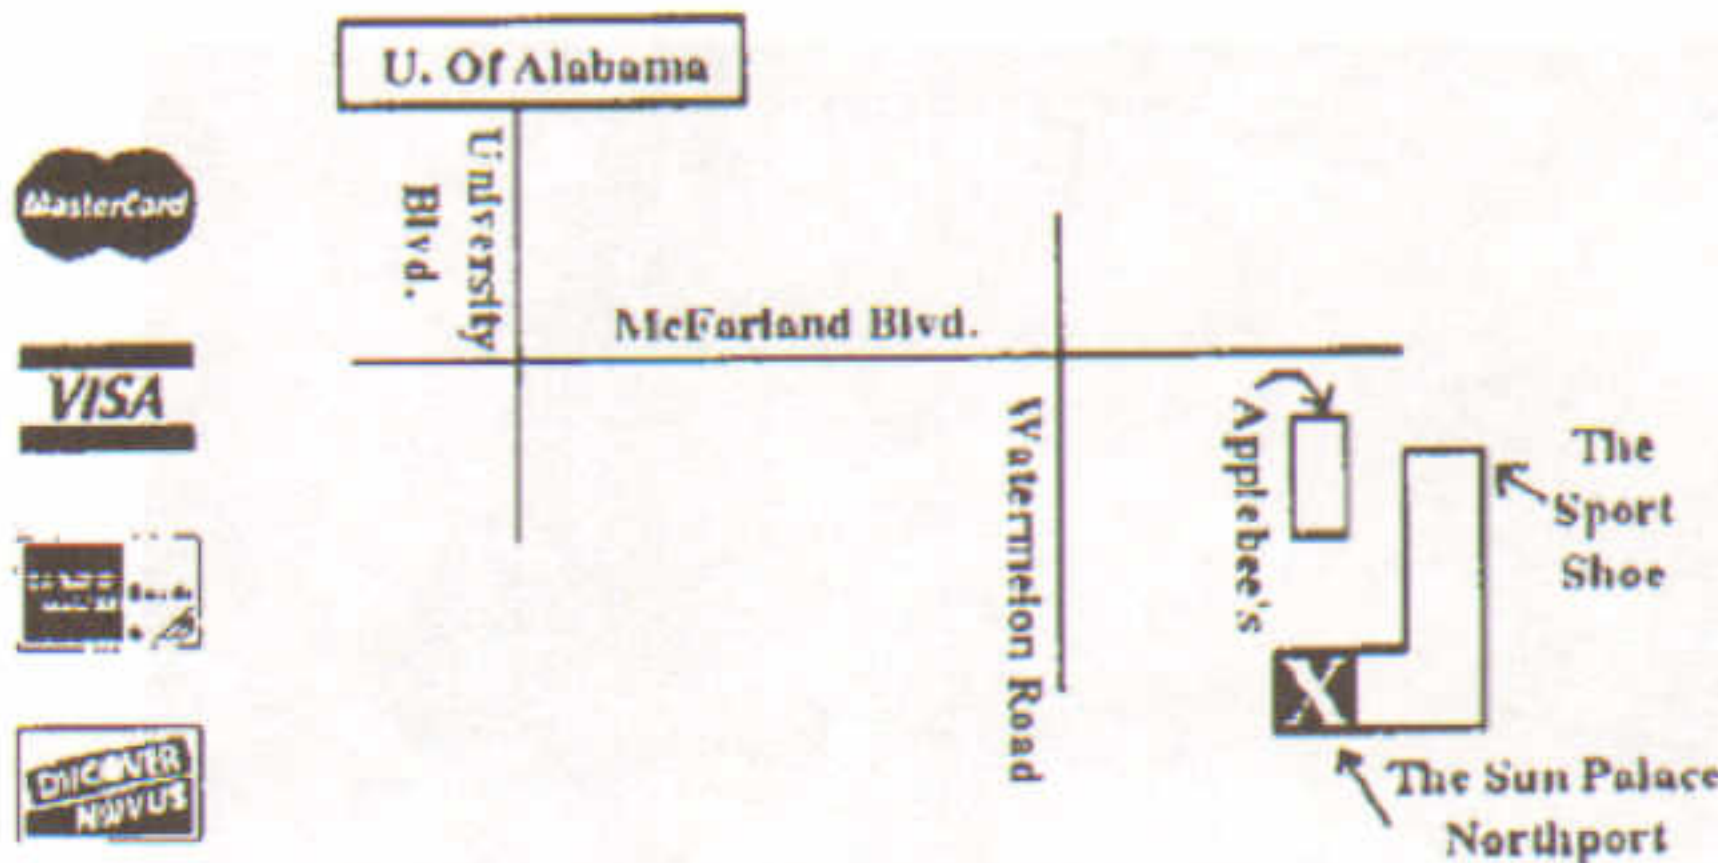 U. Of Alabama
University
Blvd.
MasterCard
McFarland Blvd.
VISA
Applebee's
Watermelon Road
The
Sport
Shoe
X
DISCOVER
NOVUS
The Sun Palace
Northport